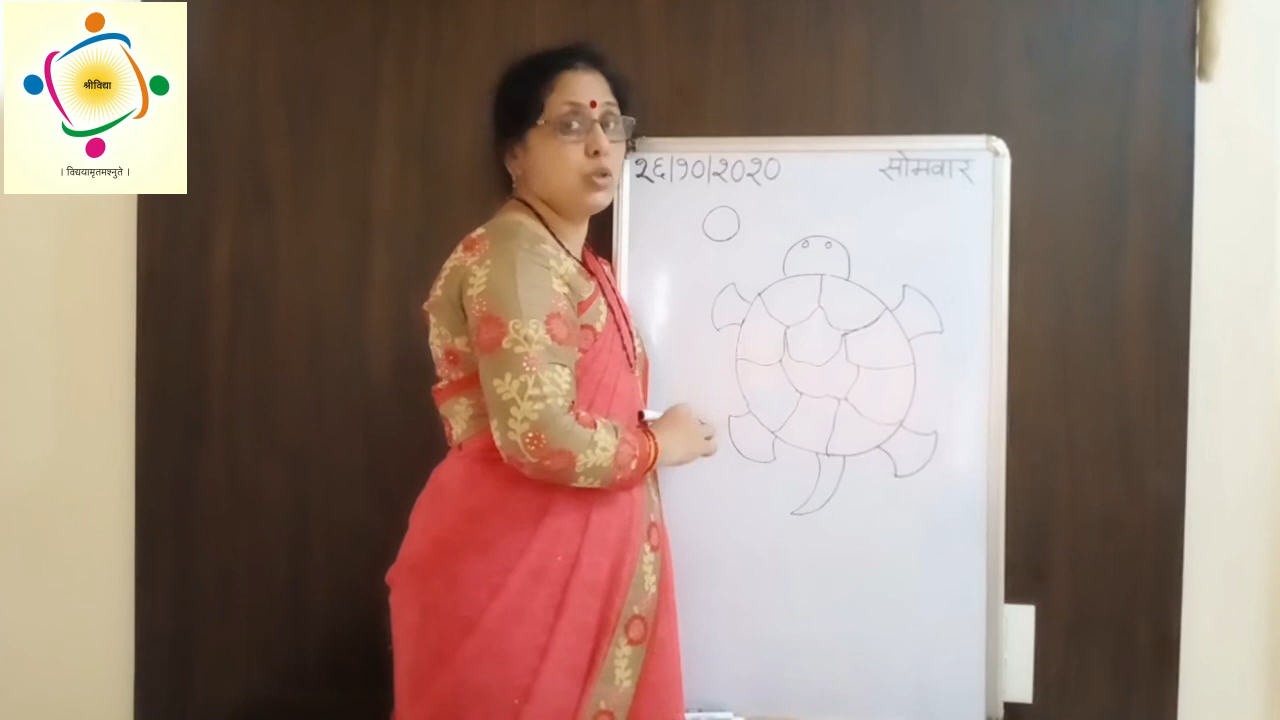 श्रीविद्या
। विद्ययामृतमश्नुते ।
२६/१०/२०२० सोमवार